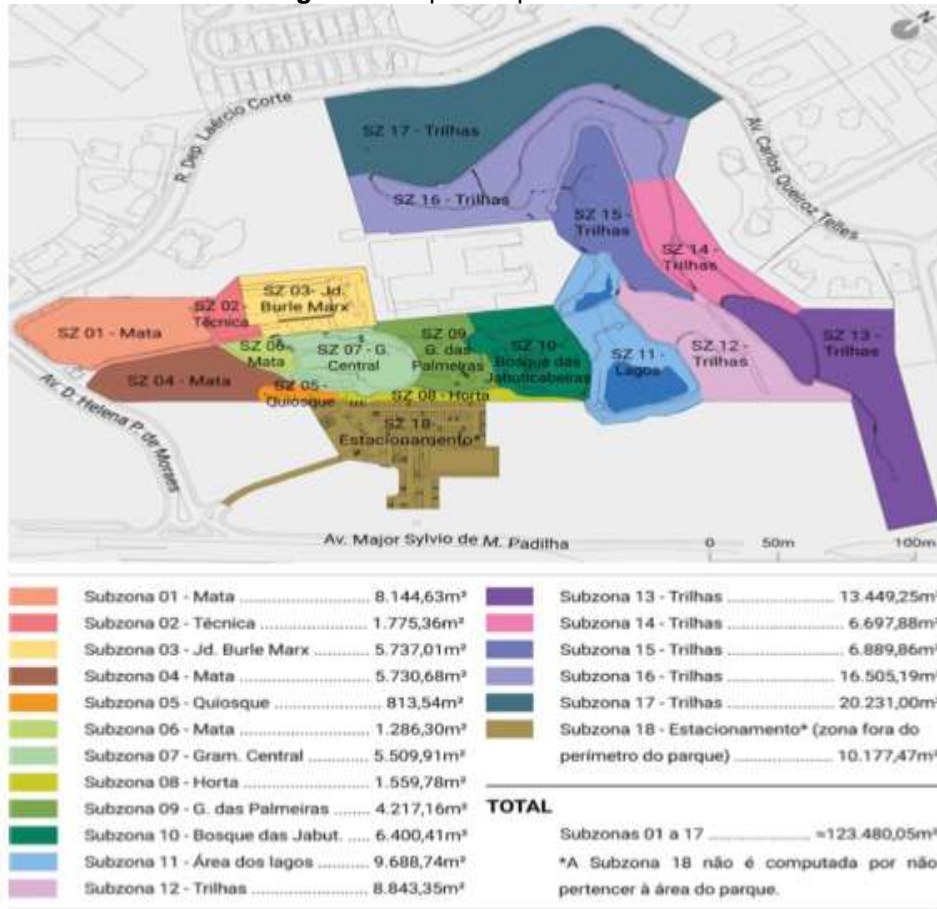 N
R. Dep. Laércio Corte
Av. Carlos Queiroz Telles
SZ 17 - Trilhas
SZ 16 - Trilhas
SZ 15 -
Trilhas
SZ 14 -
Trilhas
SZ 03- Jd.
Burle Marx
SZ 02 -
Técnica
SZ 01 - Mata
SZ 06 -
Mata
SZ 07 - G.
Central
SZ 09
G. das
Palmeiras
SZ 10 -
Bosque das
Jabuticabeiras
SZ 11 -
Lagos
SZ 12 -
Trilhas
SZ 13 -
Trilhas
SZ 04 - Mata
SZ 05 -
Quiosque
SZ 08 - Horta
SZ 18-
Estacionamento*
Av. D. Helena P. de Moraes
Av. Major Sylvio de M. Padilha
0 50m 100m
Subzona 01 - Mata 8.144,63m²
Subzona 02 - Técnica 1.775,36m²
Subzona 03 - Jd. Burle Marx 5.737,01m²
Subzona 04 - Mata 5.730,68m²
Subzona 05 - Quiosque 813,54m²
Subzona 06 - Mata 1.286,30m²
Subzona 07 - Gram. Central 5.509,91m²
Subzona 08 - Horta 1.559,78m²
Subzona 09 - G. das Palmeiras 4.217,16m²
Subzona 10 - Bosque das Jabut. 6.400,41m²
Subzona 11 - Área dos lagos 9.688,74m²
Subzona 12 - Trilhas 8.843,35m²
Subzona 13 - Trilhas 13.449,25m²
Subzona 14 - Trilhas 6.697,88m²
Subzona 15 - Trilhas 6.889,86m²
Subzona 16 - Trilhas 16.505,19m²
Subzona 17 - Trilhas 20.231,00m²
Subzona 18 - Estacionamento* (zona fora do
perímetro do parque) 10.177,47m²
TOTAL
Subzonas 01 a 17 ≈123.480,05m²
*A Subzona 18 não é computada por não
pertencer à área do parque.